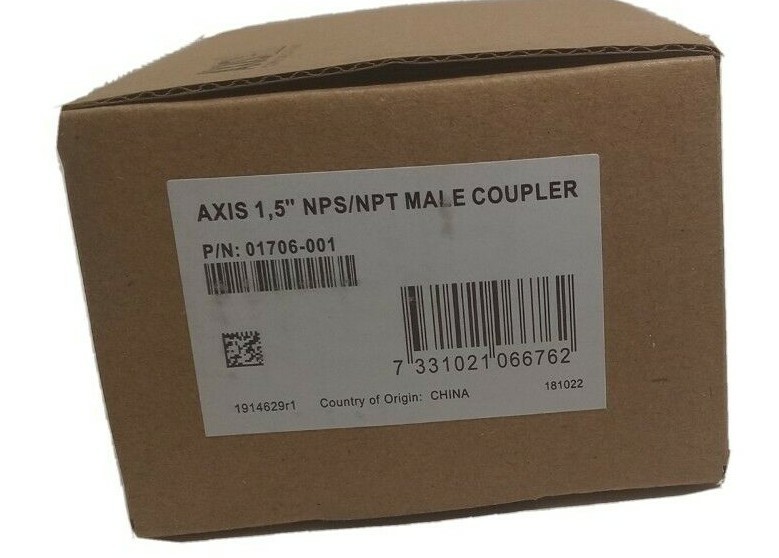 AXIS 1,5" NPS/NPT MALE COUPLER
P/N: 01706-001
7 331021 066762
1914629r1 Country of Origin: CHINA 181022